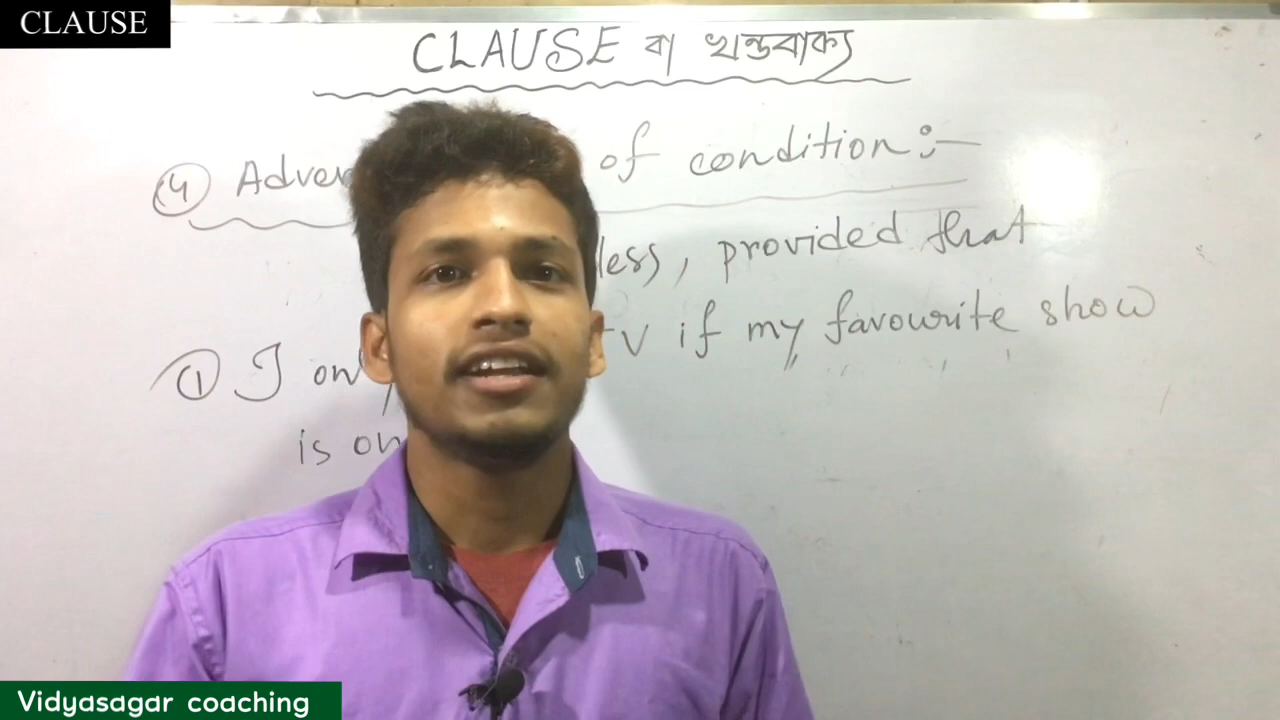 CLAUSE
CLAUSE বা খন্ডবাক্য
④ Adver of condition:—
less, provided that
① I on TV if my favourite show
is on
Vidyasagar coaching